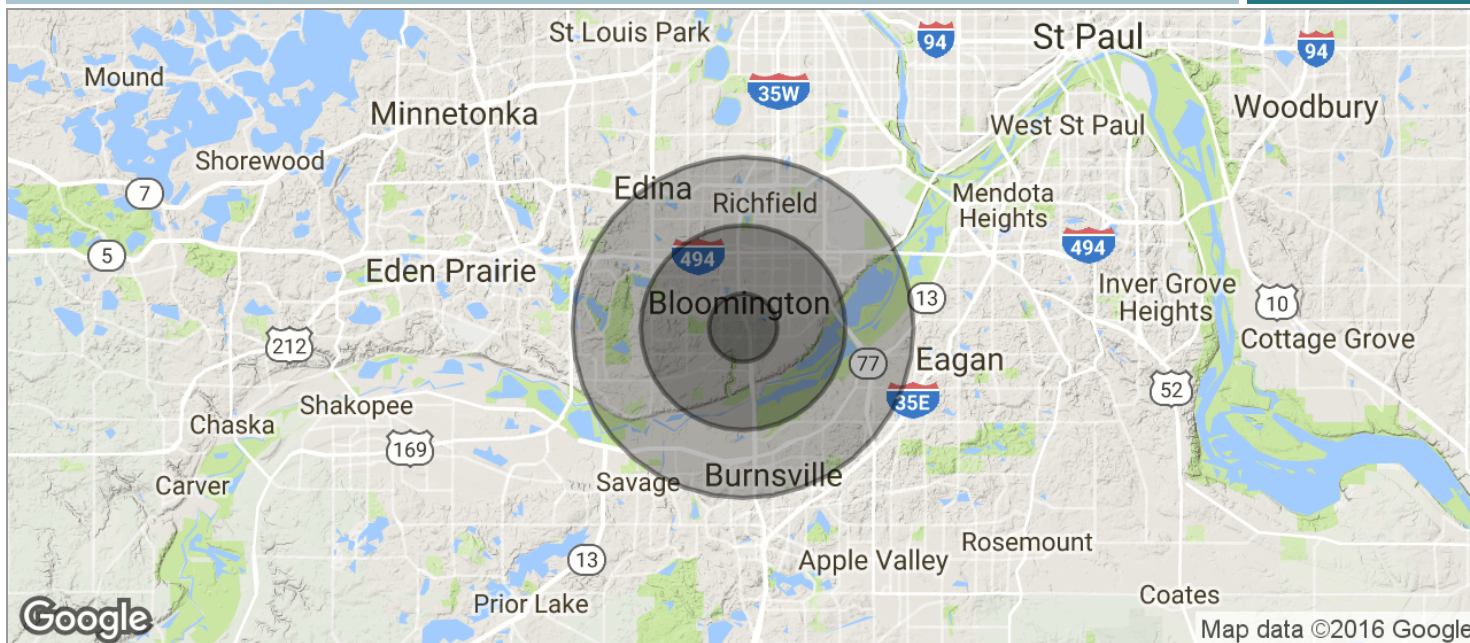 St Louis Park
94
St Paul
94
Mound
35W
Minnetonka
Woodbury
West St Paul
Shorewood
7
Edina
Richfield
Mendota
Heights
5
494
494
Eden Prairie
Bloomington
13
Inver Grove
Heights
10
212
Cottage Grove
77
Eagan
52
35E
Shakopee
Chaska
169
Carver
Savage
Burnsville
13
Apple Valley
Rosemount
Prior Lake
Coates
Google
Map data ©2016 Google